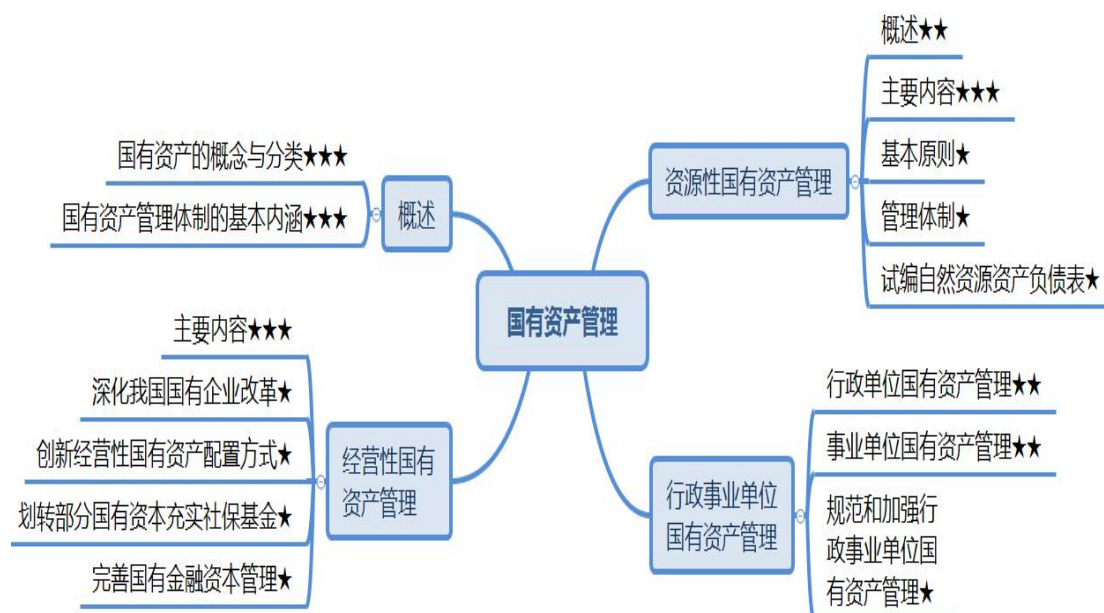 国有资产管理
概述
国有资产的概念与分类★★★
国有资产管理体制的基本内涵★★★
经营性国有
资产管理
主要内容★★★
深化我国国有企业改革★
创新经营性国有资产配置方式★
划转部分国有资本充实社保基金★
完善国有金融资本管理★
资源性国有资产管理
概述★★
主要内容★★★
基本原则★
管理体制★
试编自然资源资产负债表★
行政事业单位
国有资产管理
行政单位国有资产管理★★
事业单位国有资产管理★★
规范和加强行
政事业单位国
有资产管理★